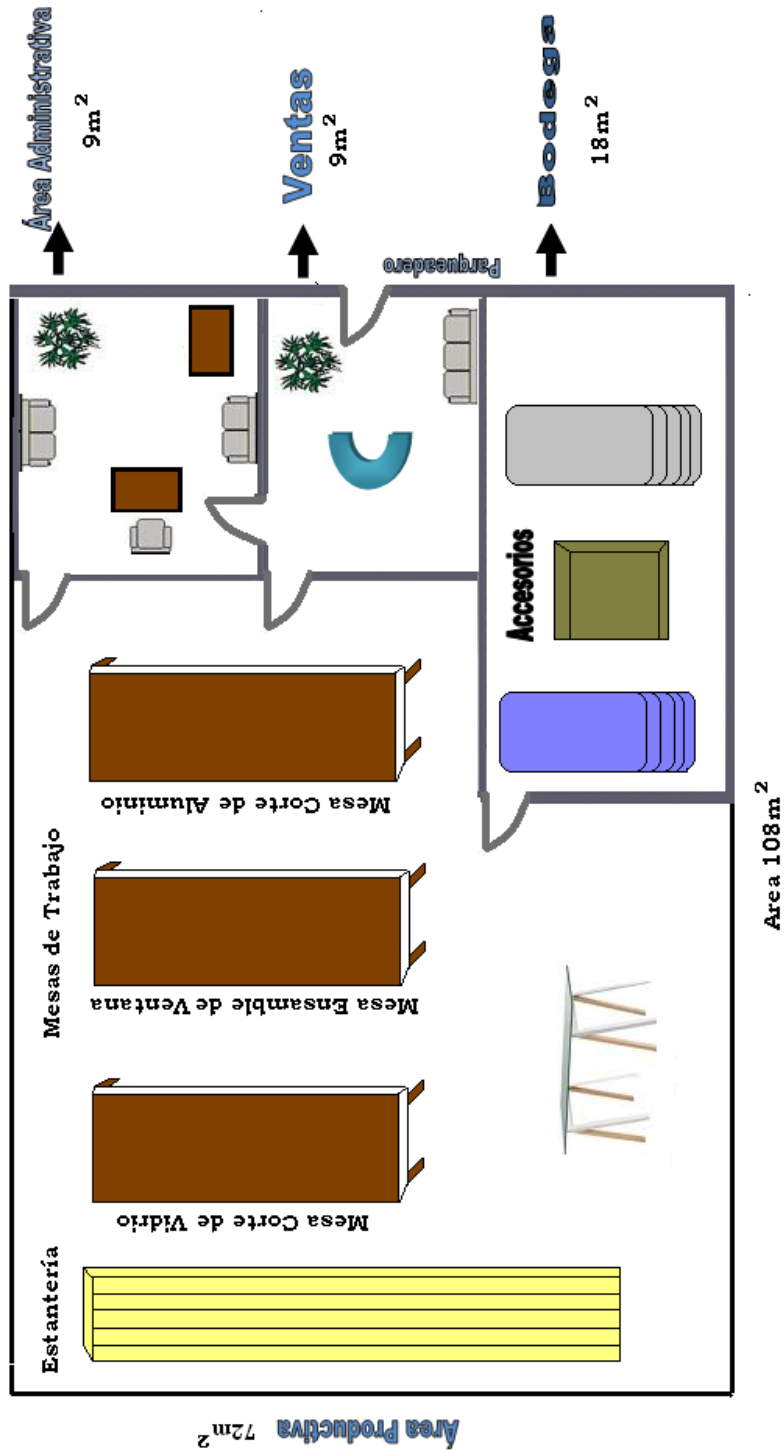 Área Administrativa
9m²
Ventas
9m²
Bodega
18m²
Parqueadero
Accesorios
Mesas de Trabajo
Mesa Corte de Aluminio
Mesa Ensamble de Ventana
Mesa Corte de Vidrio
Estantería
Área Productiva 72m²
Area 108m²